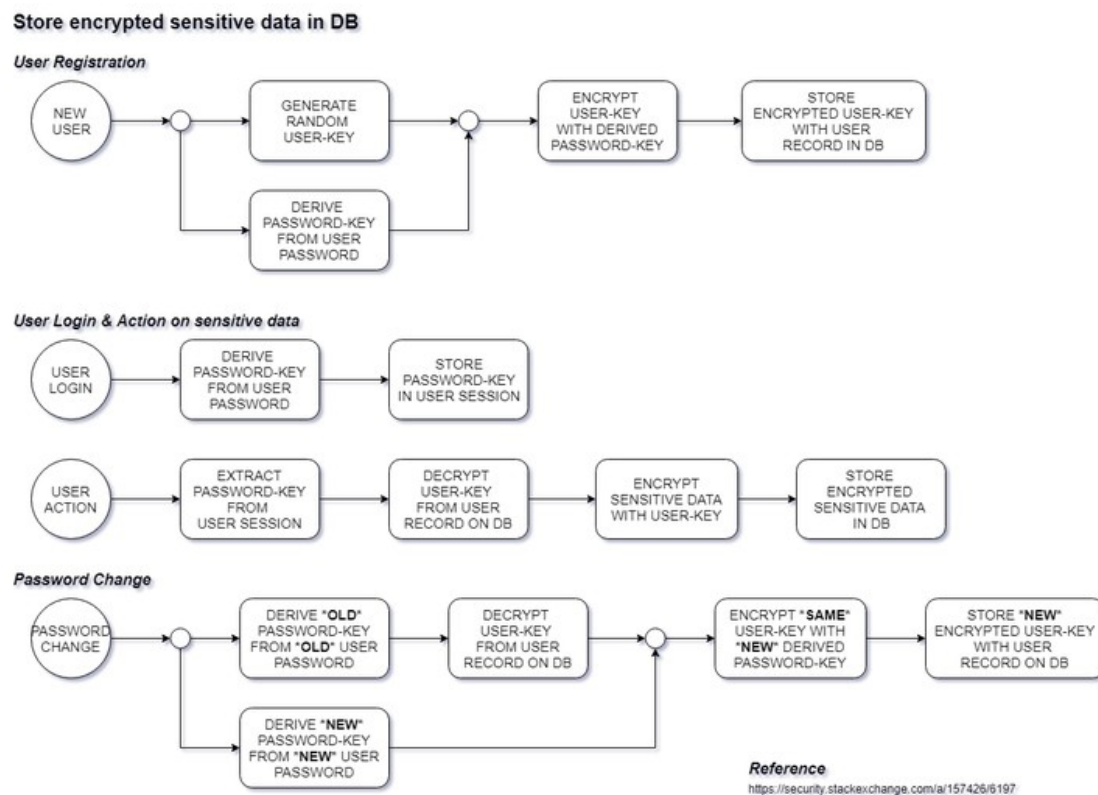 Store encrypted sensitive data in DB
User Registration
NEW
USER
GENERATE
RANDOM
USER-KEY
DERIVE
PASSWORD-KEY
FROM USER
PASSWORD
ENCRYPT
USER-KEY
WITH DERIVED
PASSWORD-KEY
STORE
ENCRYPTED USER-KEY
WITH USER
RECORD IN DB
User Login & Action on sensitive data
USER
LOGIN
DERIVE
PASSWORD-KEY
FROM USER
PASSWORD
STORE
PASSWORD-KEY
IN USER SESSION
USER
ACTION
EXTRACT
PASSWORD-KEY
FROM
USER SESSION
DECRYPT
USER-KEY
FROM USER
RECORD ON DB
ENCRYPT
SENSITIVE DATA
WITH USER-KEY
STORE
ENCRYPTED
SENSITIVE DATA
IN DB
Password Change
PASSWORD
CHANGE
DERIVE "OLD"
PASSWORD-KEY
FROM "OLD" USER
PASSWORD
DECRYPT
USER-KEY
FROM USER
RECORD ON DB
DERIVE "NEW"
PASSWORD-KEY
FROM "NEW" USER
PASSWORD
ENCRYPT "SAME"
USER-KEY WITH
"NEW" DERIVED
PASSWORD-KEY
STORE "NEW"
ENCRYPTED USER-KEY
WITH USER
RECORD ON DB
Reference
https://security.stackexchange.com/a/157426/6197